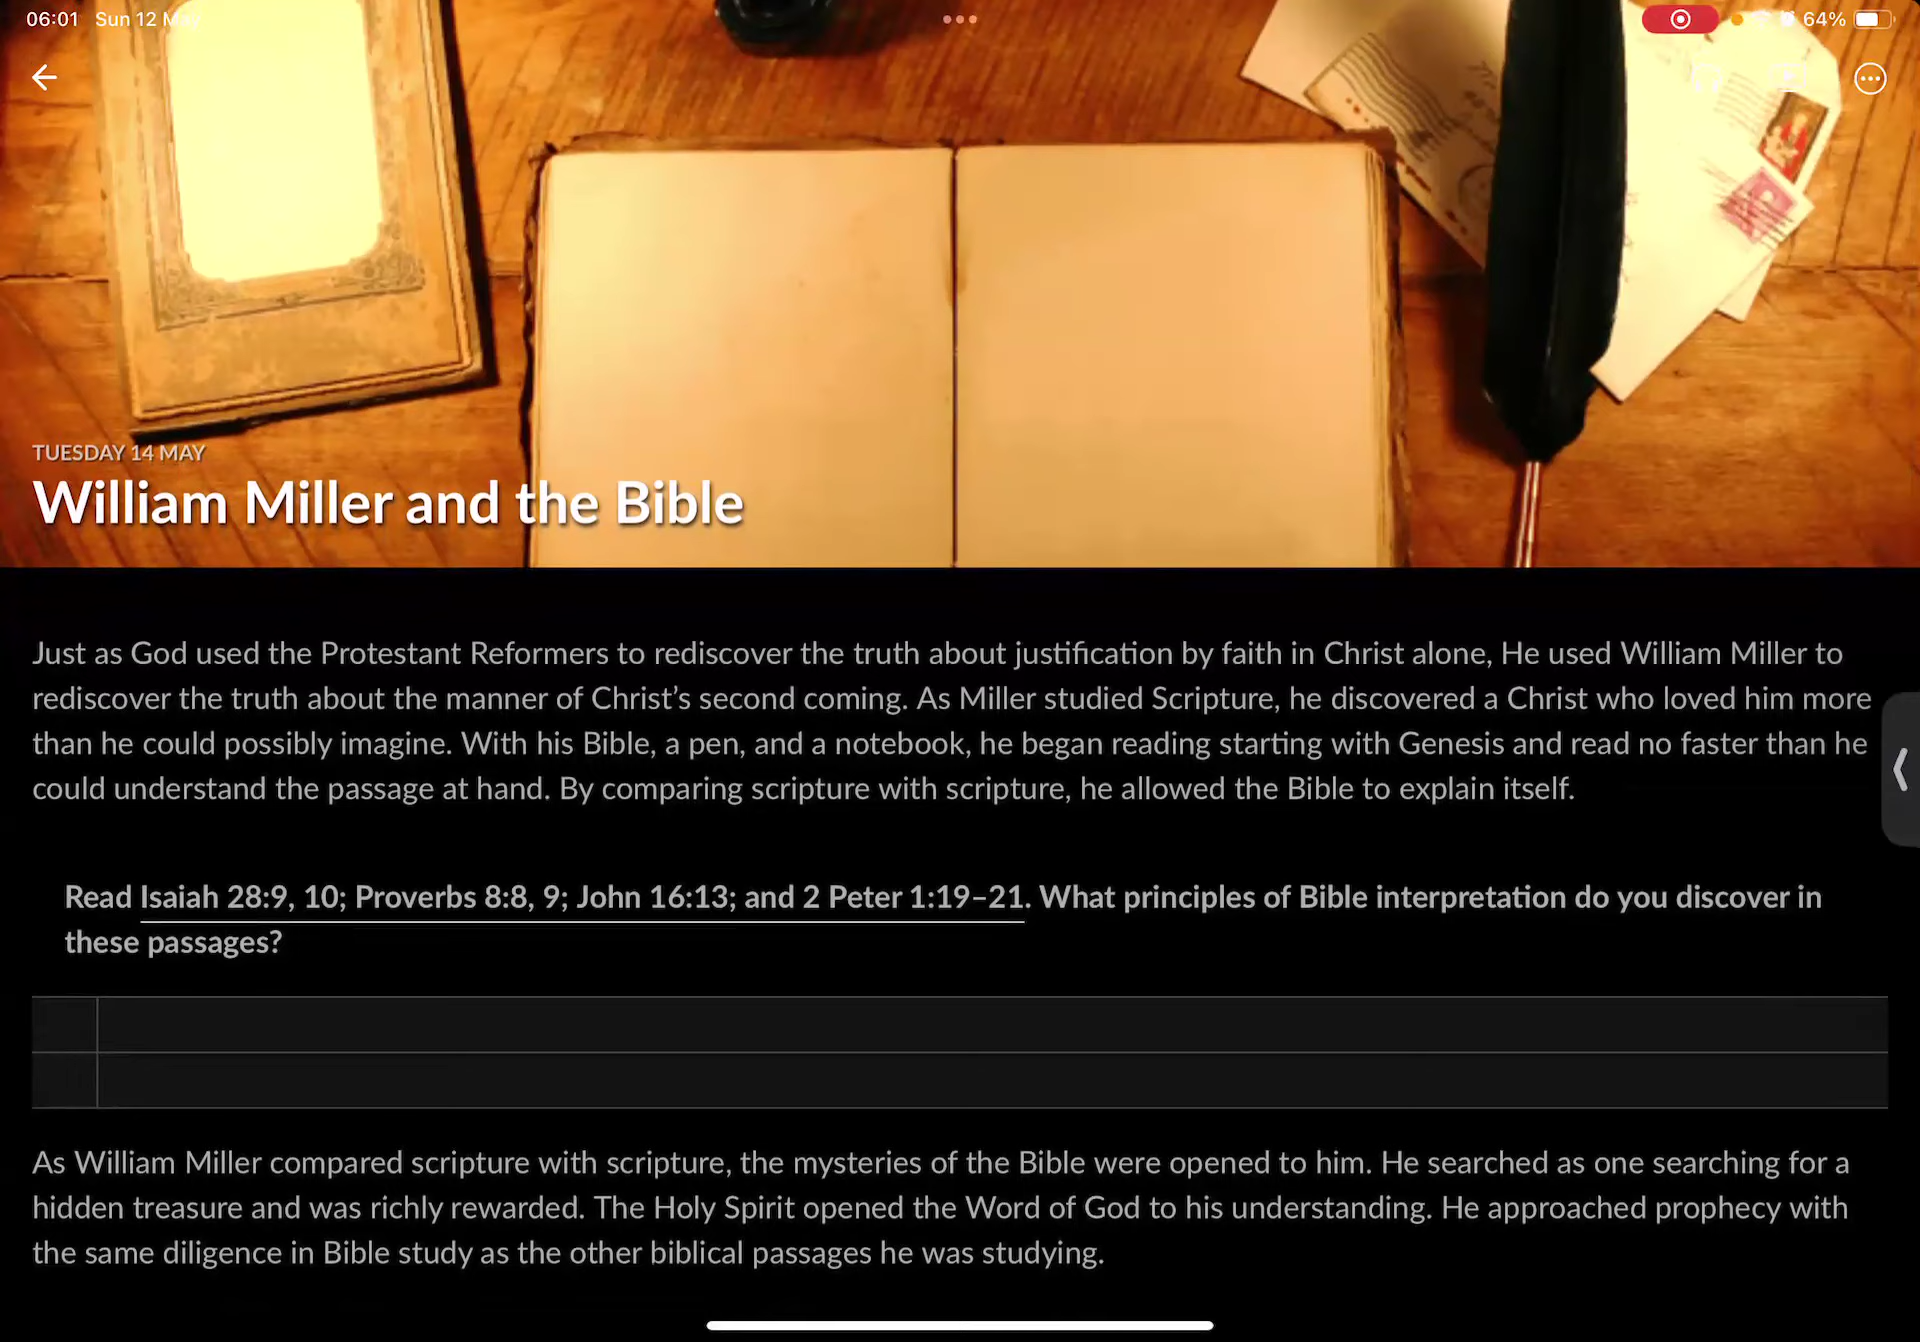 06:01 Sun 12 May
64%
TUESDAY 14 MAY
William Miller and the Bible
Just as God used the Protestant Reformers to rediscover the truth about justification by faith in Christ alone, He used William Miller to
rediscover the truth about the manner of Christ’s second coming. As Miller studied Scripture, he discovered a Christ who loved him more
than he could possibly imagine. With his Bible, a pen, and a notebook, he began reading starting with Genesis and read no faster than he
could understand the passage at hand. By comparing scripture with scripture, he allowed the Bible to explain itself.
Read Isaiah 28:9, 10; Proverbs 8:8, 9; John 16:13; and 2 Peter 1:19–21. What principles of Bible interpretation do you discover in
these passages?
As William Miller compared scripture with scripture, the mysteries of the Bible were opened to him. He searched as one searching for a
hidden treasure and was richly rewarded. The Holy Spirit opened the Word of God to his understanding. He approached prophecy with
the same diligence in Bible study as the other biblical passages he was studying.